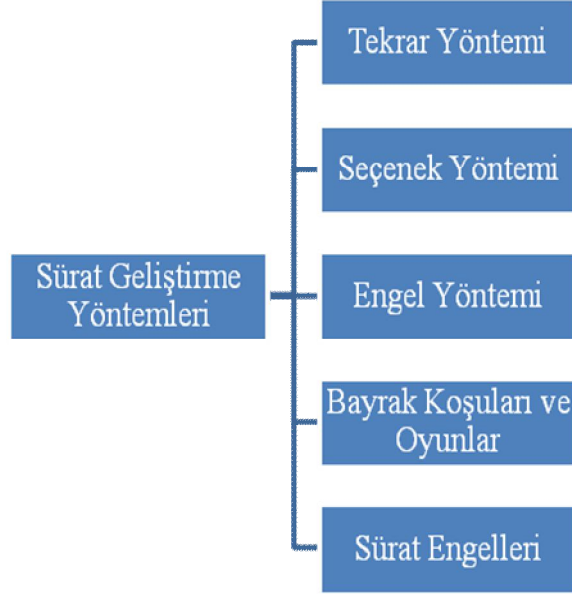 Tekrar Yöntemi
Seçenek Yöntemi
Sürat Geliştirme
Yöntemleri
Engel Yöntemi
Bayrak Koşuları ve
Oyunlar
Sürat Engelleri